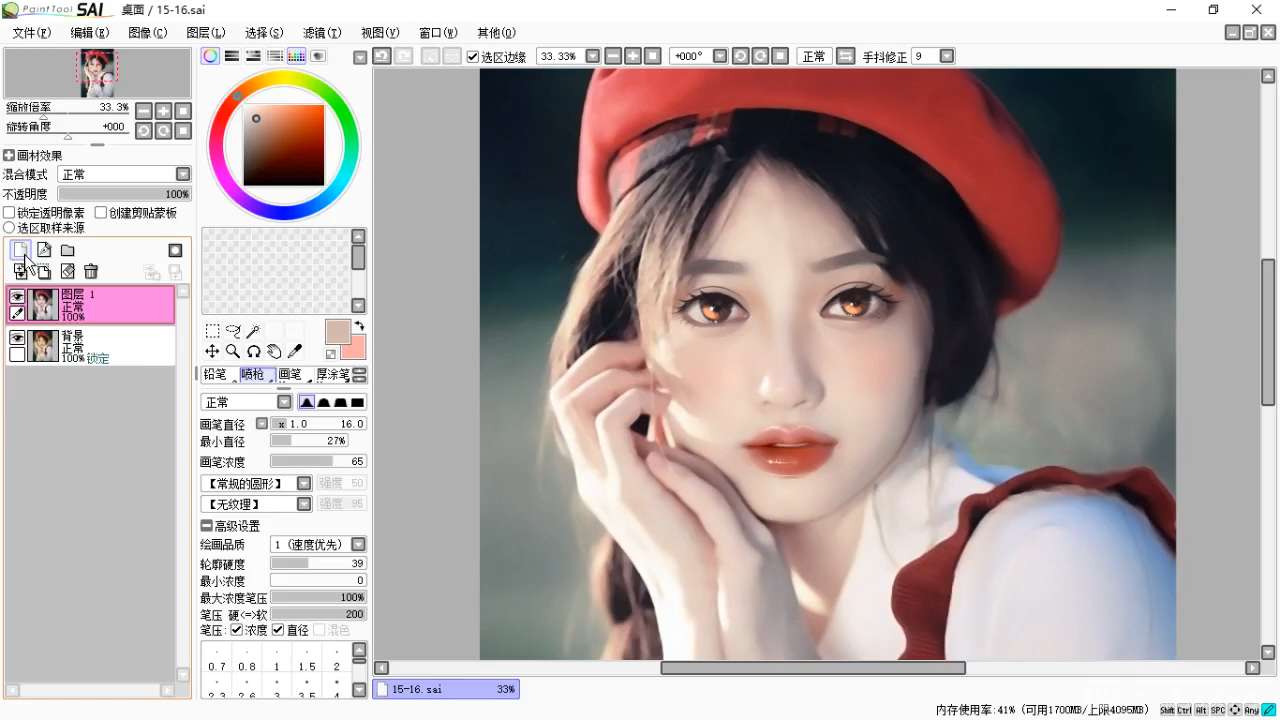 PaintTool SAI 桌面 / 15-16.sai
文件(F) 编辑(E) 图像(C) 图层(L) 选择(S) 滤镜(T) 视图(V) 窗口(W) 其他(O)
选区边缘 33.33% +000° 正常 手抖修正 9
缩放倍率 33.3%
旋转角度 +000
画材效果
混合模式 正常
不透明度 100%
锁定透明像素 创建剪贴蒙板
选区取样来源
图层 1
正常
100%
背景
正常
100% 锁定
铅笔 喷枪 画笔 厚涂笔
正常
画笔直径 x 1.0 16.0
最小直径 27%
画笔浓度 65
【常规的圆形】 强度 50
【无纹理】 强度 95
高级设置
绘画品质 1 (速度优先)
轮廓硬度 39
最小浓度 0
最大浓度笔压 100%
笔压 硬<=>软 200
笔压: 浓度 直径 混色
0.7 0.8 1 1.5 2
2.3 2.6 3 3.5 4
15-16.sai 33%
内存使用率: 41% (可用1700MB/上限4095MB) Shft Ctrl Alt SPC Any